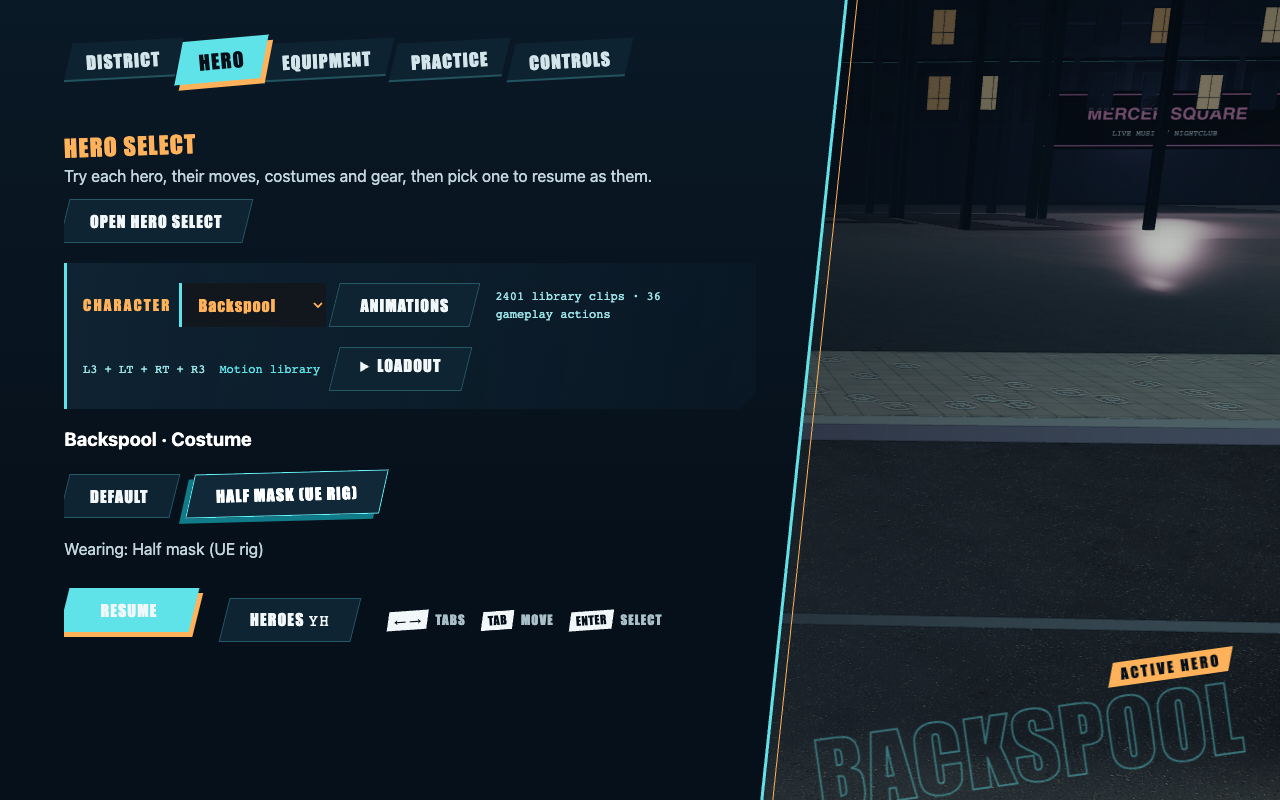 DISTRICT
HERO
EQUIPMENT
PRACTICE
CONTROLS
HERO SELECT
Try each hero, their moves, costumes and gear, then pick one to resume as them.
OPEN HERO SELECT
CHARACTER
Backspool
ANIMATIONS
2401 library clips · 36
gameplay actions
L3 + LT + RT + R3 Motion library
▶ LOADOUT
Backspool · Costume
DEFAULT
HALF MASK (UE RIG)
Wearing: Half mask (UE rig)
RESUME
HEROES YH
←→ TABS
TAB MOVE
ENTER SELECT
SQUARE
LIVE
NIGHTCLUB
ACTIVE HERO
BACKSPOOL